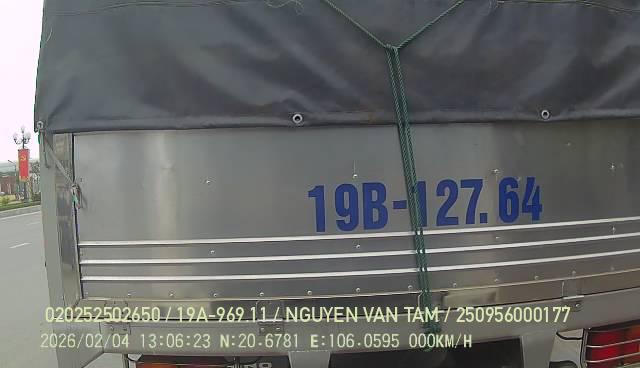 19B-127.64
020252502650 / 19A-969.11 / NGUYEN VAN TAM / 250956000177
2026/02/04 13:06:23 N:20.6781 E:106.0595 000KM/H